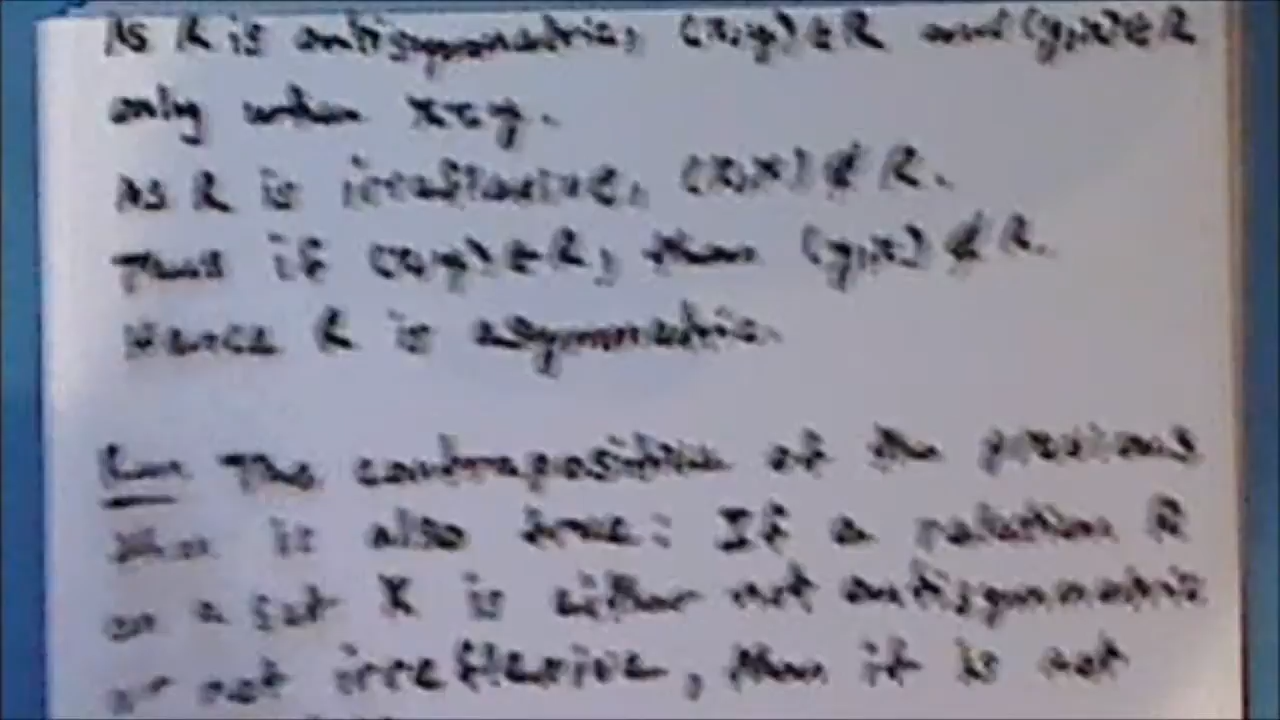 As R is antisymmetric, (x,y) ∈ R and (y,x) ∈ R
only when x=y.
As R is irreflexive, (x,x) ∉ R.
Thus if (x,y) ∈ R, then (y,x) ∉ R.
Hence R is asymmetric.
Rem The contrapositive of the previous
thm is also true: If a relation R
on a set X is either not antisymmetric
or not irreflexive, then it is not